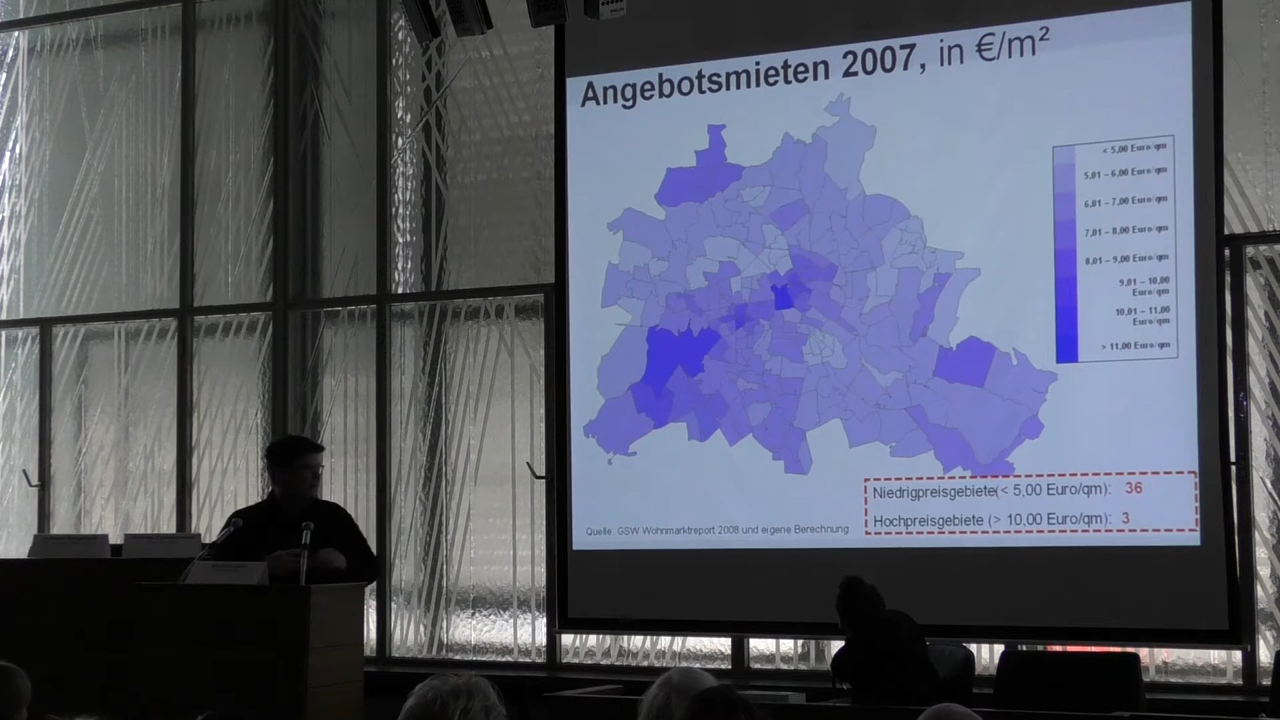 Angebotsmieten 2007, in €/m²
< 5,00 Euro/qm
5,01 – 6,00 Euro/qm
6,01 – 7,00 Euro/qm
7,01 – 8,00 Euro/qm
8,01 – 9,00 Euro/qm
9,01 – 10,00
Euro/qm
10,01 – 11,00
Euro/qm
> 11,00 Euro/qm
Niedrigpreisgebiete(< 5,00 Euro/qm): 36
Hochpreisgebiete (> 10,00 Euro/qm): 3
Quelle: GSW Wohnmarktreport 2008 und eigene Berechnung